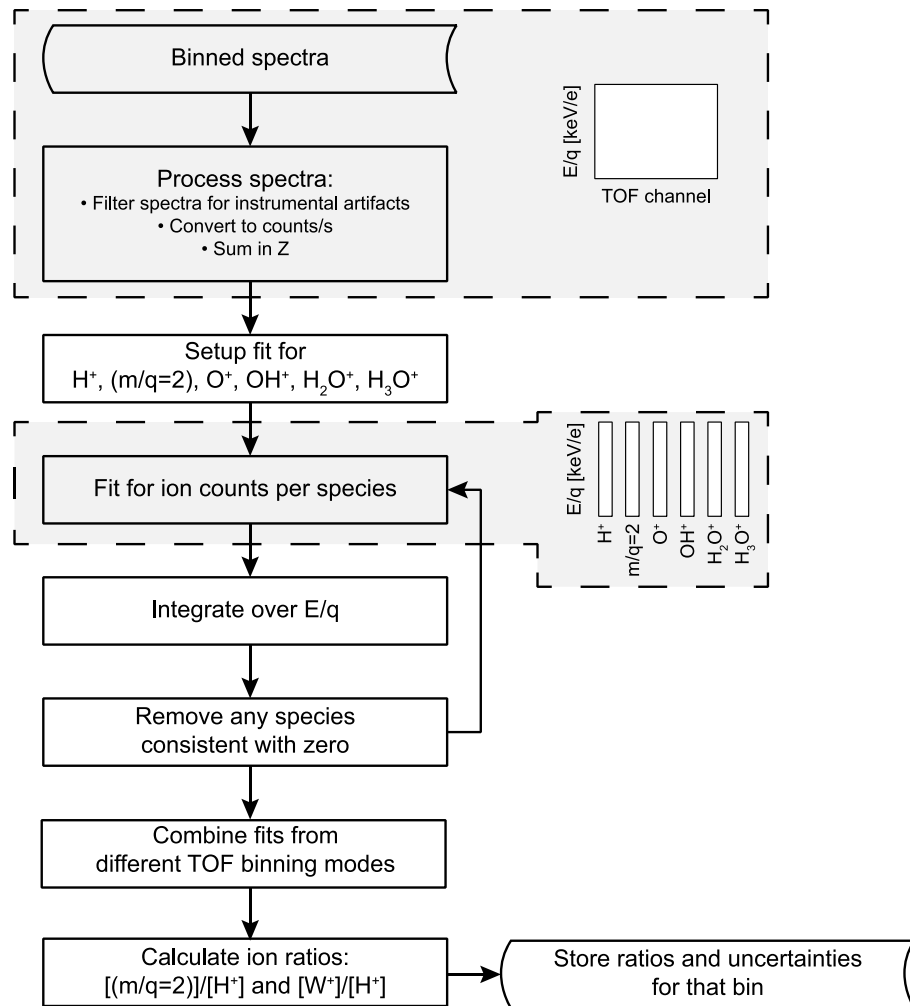 Binned spectra
E/q [keV/e]
TOF channel
Process spectra:
• Filter spectra for instrumental artifacts
• Convert to counts/s
• Sum in Z
Setup fit for
H⁺, (m/q=2), O⁺, OH⁺, H₂O⁺, H₃O⁺
Fit for ion counts per species
E/q [keV/e]
H⁺
m/q=2
O⁺
OH⁺
H₂O⁺
H₃O⁺
Integrate over E/q
Remove any species
consistent with zero
Combine fits from
different TOF binning modes
Calculate ion ratios:
[(m/q=2)]/[H⁺] and [W⁺]/[H⁺]
Store ratios and uncertainties
for that bin